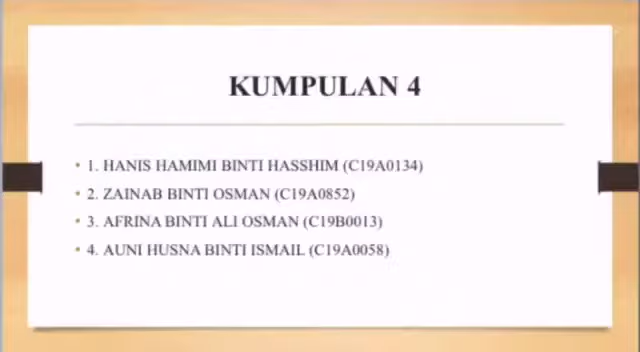 KUMPULAN 4
• 1. HANIS HAMIMI BINTI HASSHIM (C19A0134)
• 2. ZAINAB BINTI OSMAN (C19A0852)
• 3. AFRINA BINTI ALI OSMAN (C19B0013)
• 4. AUNI HUSNA BINTI ISMAIL (C19A0058)